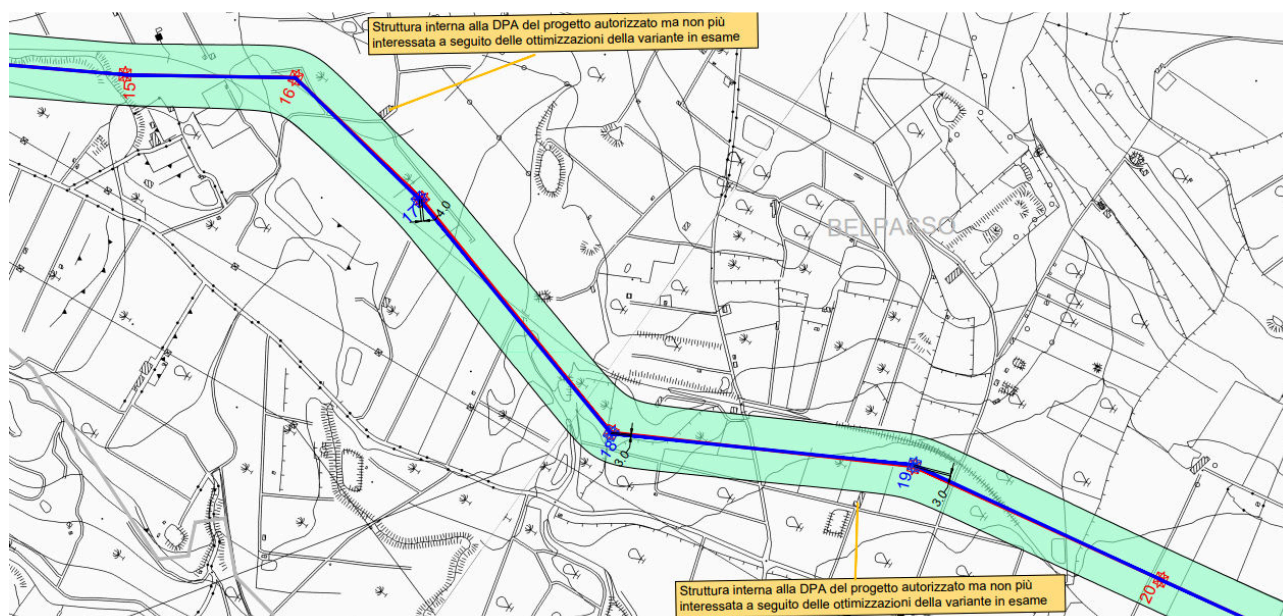 Struttura interna alla DPA del progetto autorizzato ma non più
interessata a seguito delle ottimizzazioni della variante in esame
15
16
17
4.0
BELPASSO
18
3.0
19
3.0
20
Struttura interna alla DPA del progetto autorizzato ma non più
interessata a seguito delle ottimizzazioni della variante in esame